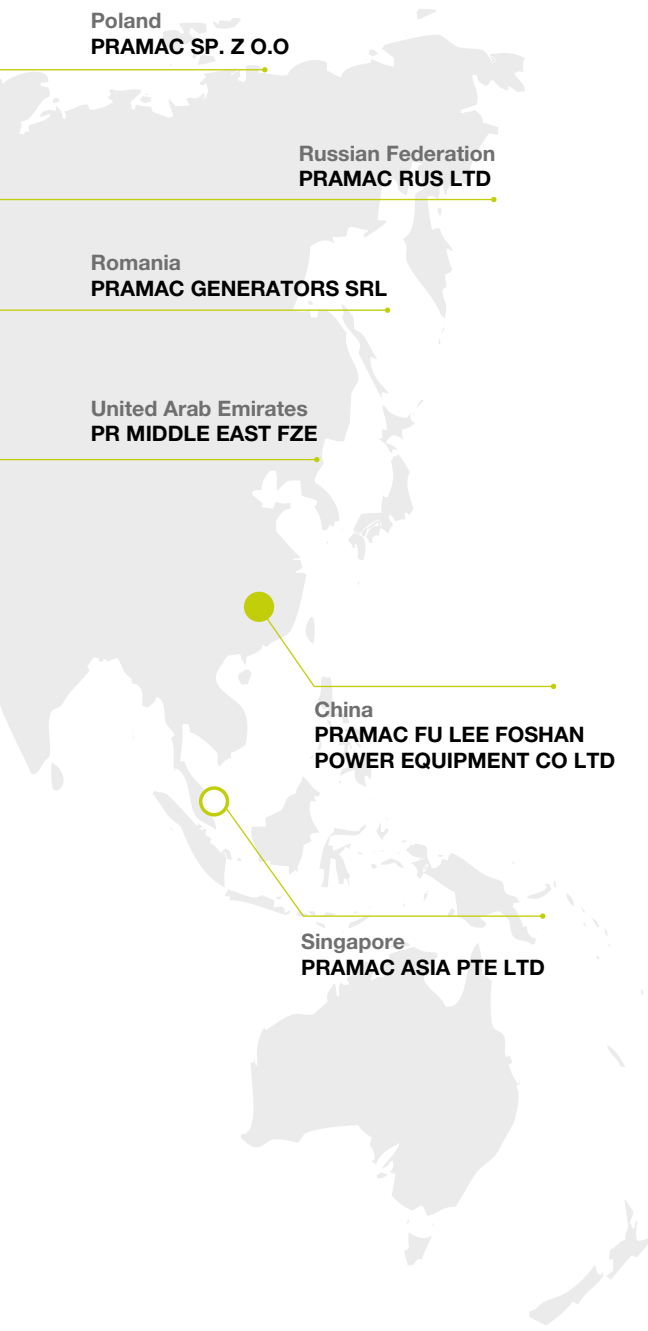 Poland
PRAMAC SP. Z O.O
Russian Federation
PRAMAC RUS LTD
Romania
PRAMAC GENERATORS SRL
United Arab Emirates
PR MIDDLE EAST FZE
China
PRAMAC FU LEE FOSHAN
POWER EQUIPMENT CO LTD
Singapore
PRAMAC ASIA PTE LTD